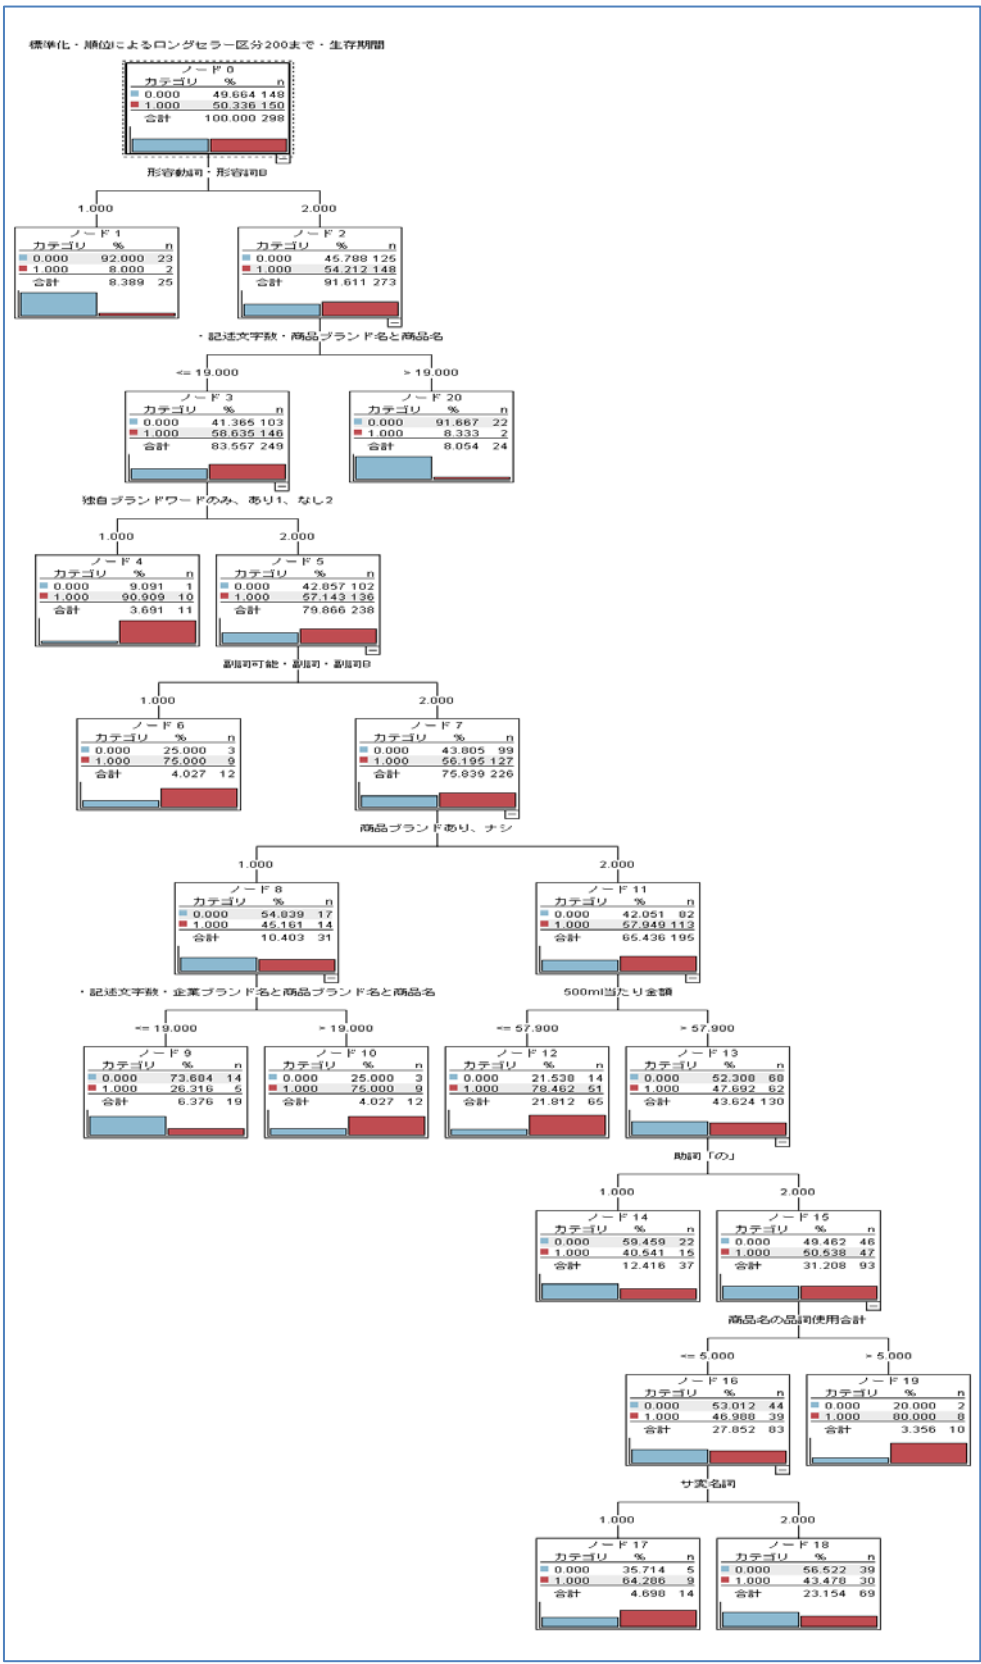 標準化・順位によるロングセラー区分200まで・生存期間
ノード 0
カテゴリ % n
0.000 49.664 148
1.000 50.336 150
合計 100.000 298
形容動詞・形容詞B
1.000 2.000
ノード 1
カテゴリ % n
0.000 92.000 23
1.000 8.000 2
合計 8.389 25
ノード 2
カテゴリ % n
0.000 45.788 125
1.000 54.212 148
合計 91.611 273
・記述文字数・商品ブランド名と商品名
<= 19.000 > 19.000
ノード 3
カテゴリ % n
0.000 41.365 103
1.000 58.635 146
合計 83.557 249
ノード 20
カテゴリ % n
0.000 91.667 22
1.000 8.333 2
合計 8.054 24
独自ブランドワードのみ、あり1、なし2
1.000 2.000
ノード 4
カテゴリ % n
0.000 9.091 1
1.000 90.909 10
合計 3.691 11
ノード 5
カテゴリ % n
0.000 42.857 102
1.000 57.143 136
合計 79.866 238
副詞可能・副詞・副詞B
1.000 2.000
ノード 6
カテゴリ % n
0.000 25.000 3
1.000 75.000 9
合計 4.027 12
ノード 7
カテゴリ % n
0.000 43.805 99
1.000 56.195 127
合計 75.839 226
商品ブランドあり、ナシ
1.000 2.000
ノード 8
カテゴリ % n
0.000 54.839 17
1.000 45.161 14
合計 10.403 31
ノード 11
カテゴリ % n
0.000 42.051 82
1.000 57.949 113
合計 65.436 195
・記述文字数・企業ブランド名と商品ブランド名と商品名
500ml当たり金額
<= 19.000 > 19.000 <= 57.900 > 57.900
ノード 9
カテゴリ % n
0.000 73.684 14
1.000 26.316 5
合計 6.376 19
ノード 10
カテゴリ % n
0.000 25.000 3
1.000 75.000 9
合計 4.027 12
ノード 12
カテゴリ % n
0.000 21.538 14
1.000 78.462 51
合計 21.812 65
ノード 13
カテゴリ % n
0.000 52.308 68
1.000 47.692 62
合計 43.624 130
助詞「の」
1.000 2.000
ノード 14
カテゴリ % n
0.000 59.459 22
1.000 40.541 15
合計 12.416 37
ノード 15
カテゴリ % n
0.000 49.462 46
1.000 50.538 47
合計 31.208 93
商品名の品詞使用合計
<= 5.000 > 5.000
ノード 16
カテゴリ % n
0.000 53.012 44
1.000 46.988 39
合計 27.852 83
ノード 19
カテゴリ % n
0.000 20.000 2
1.000 80.000 8
合計 3.356 10
サ変名詞
1.000 2.000
ノード 17
カテゴリ % n
0.000 35.714 5
1.000 64.286 9
合計 4.698 14
ノード 18
カテゴリ % n
0.000 56.522 39
1.000 43.478 30
合計 23.154 69